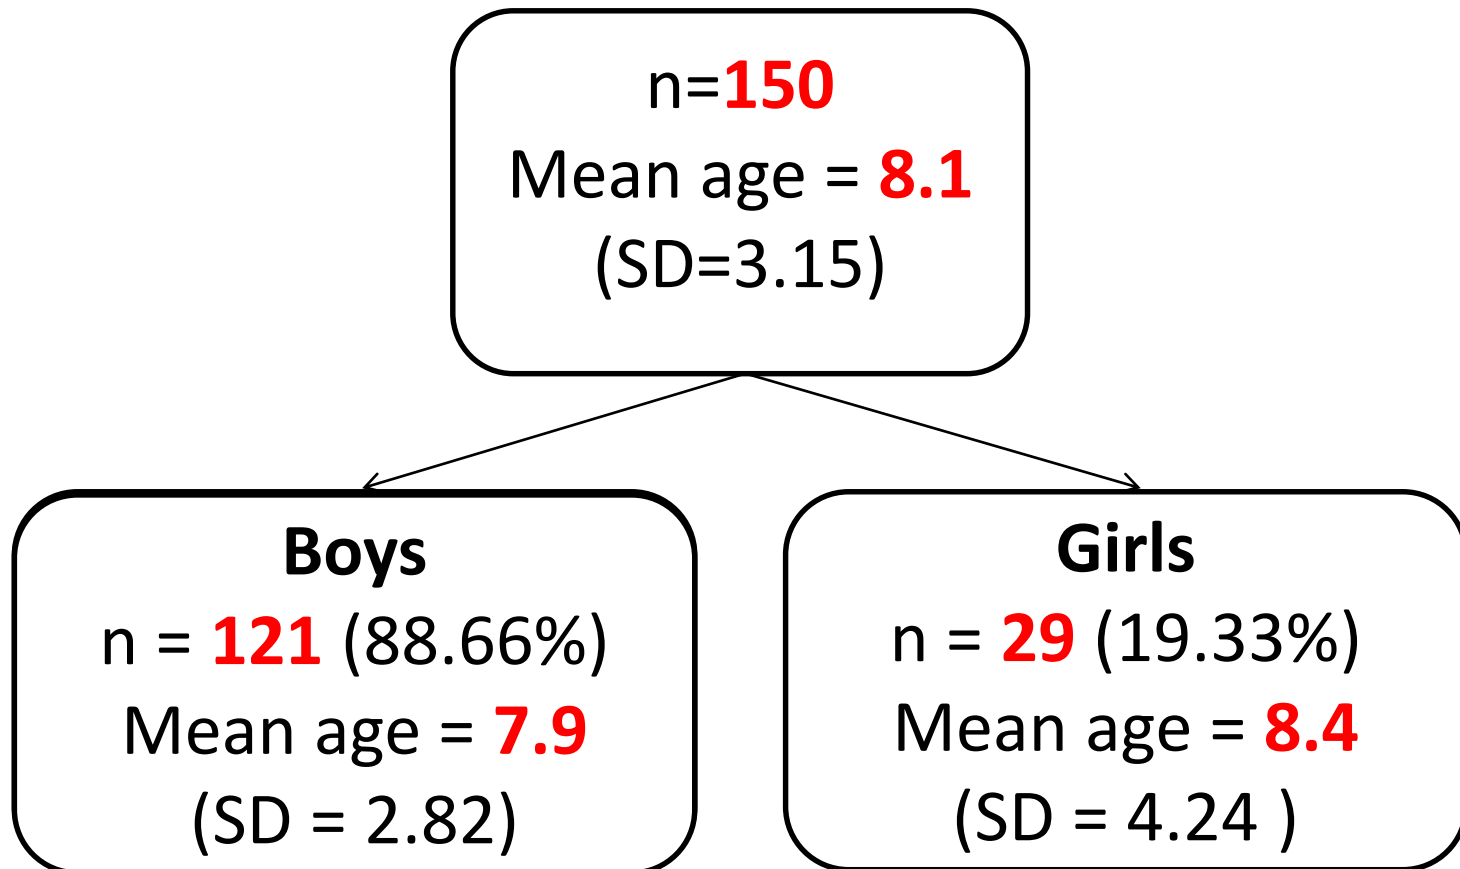 n=150
Mean age = 8.1
(SD=3.15)
Boys
n = 121 (88.66%)
Mean age = 7.9
(SD = 2.82)
Girls
n = 29 (19.33%)
Mean age = 8.4
(SD = 4.24 )